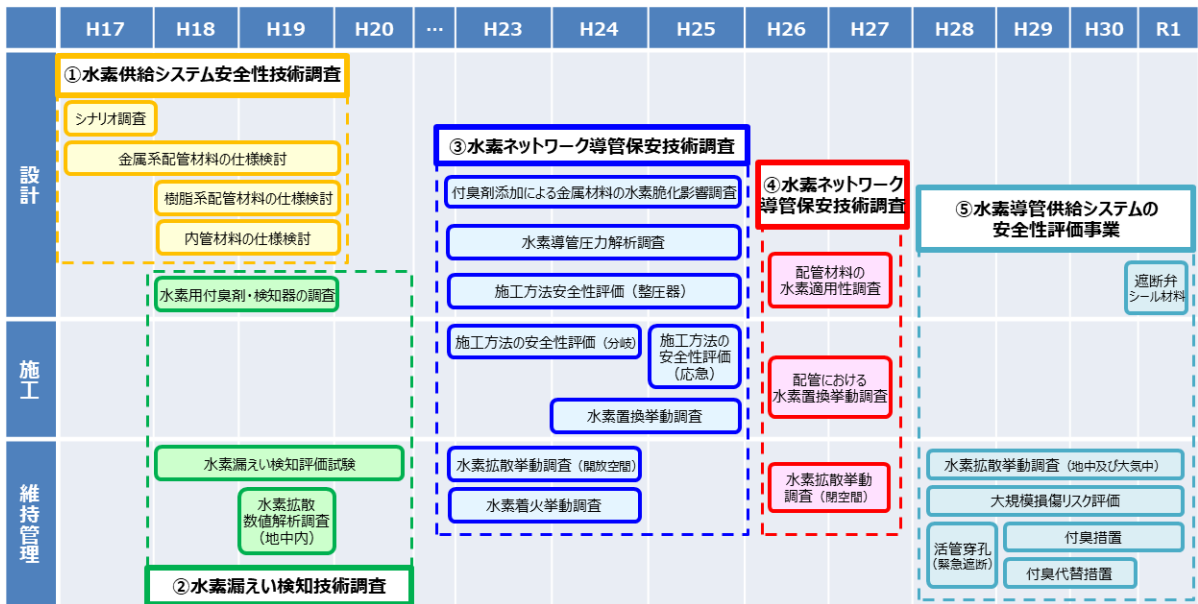 H17 H18 H19 H20 … H23 H24 H25 H26 H27 H28 H29 H30 R1
設計
①水素供給システム安全性技術調査
シナリオ調査
金属系配管材料の仕様検討
樹脂系配管材料の仕様検討
内管材料の仕様検討
水素用付臭剤・検知器の調査
③水素ネットワーク導管保安技術調査
付臭剤添加による金属材料の水素脆化影響調査
水素導管圧力解析調査
施工方法安全性評価（整圧器）
④水素ネットワーク
導管保安技術調査
配管材料の
水素適用性調査
⑤水素導管供給システムの
安全性評価事業
遮断弁
シール材料
施工
施工方法の安全性評価（分岐）
施工方法の
安全性評価
（応急）
水素置換挙動調査
配管における
水素置換挙動調査
維持管理
水素漏えい検知評価試験
水素拡散
数値解析調査
（地中内）
②水素漏えい検知技術調査
水素拡散挙動調査（開放空間）
水素着火挙動調査
水素拡散挙動
調査（閉空間）
水素拡散挙動調査（地中及び大気中）
大規模損傷リスク評価
活管穿孔
（緊急遮断）
付臭措置
付臭代替措置